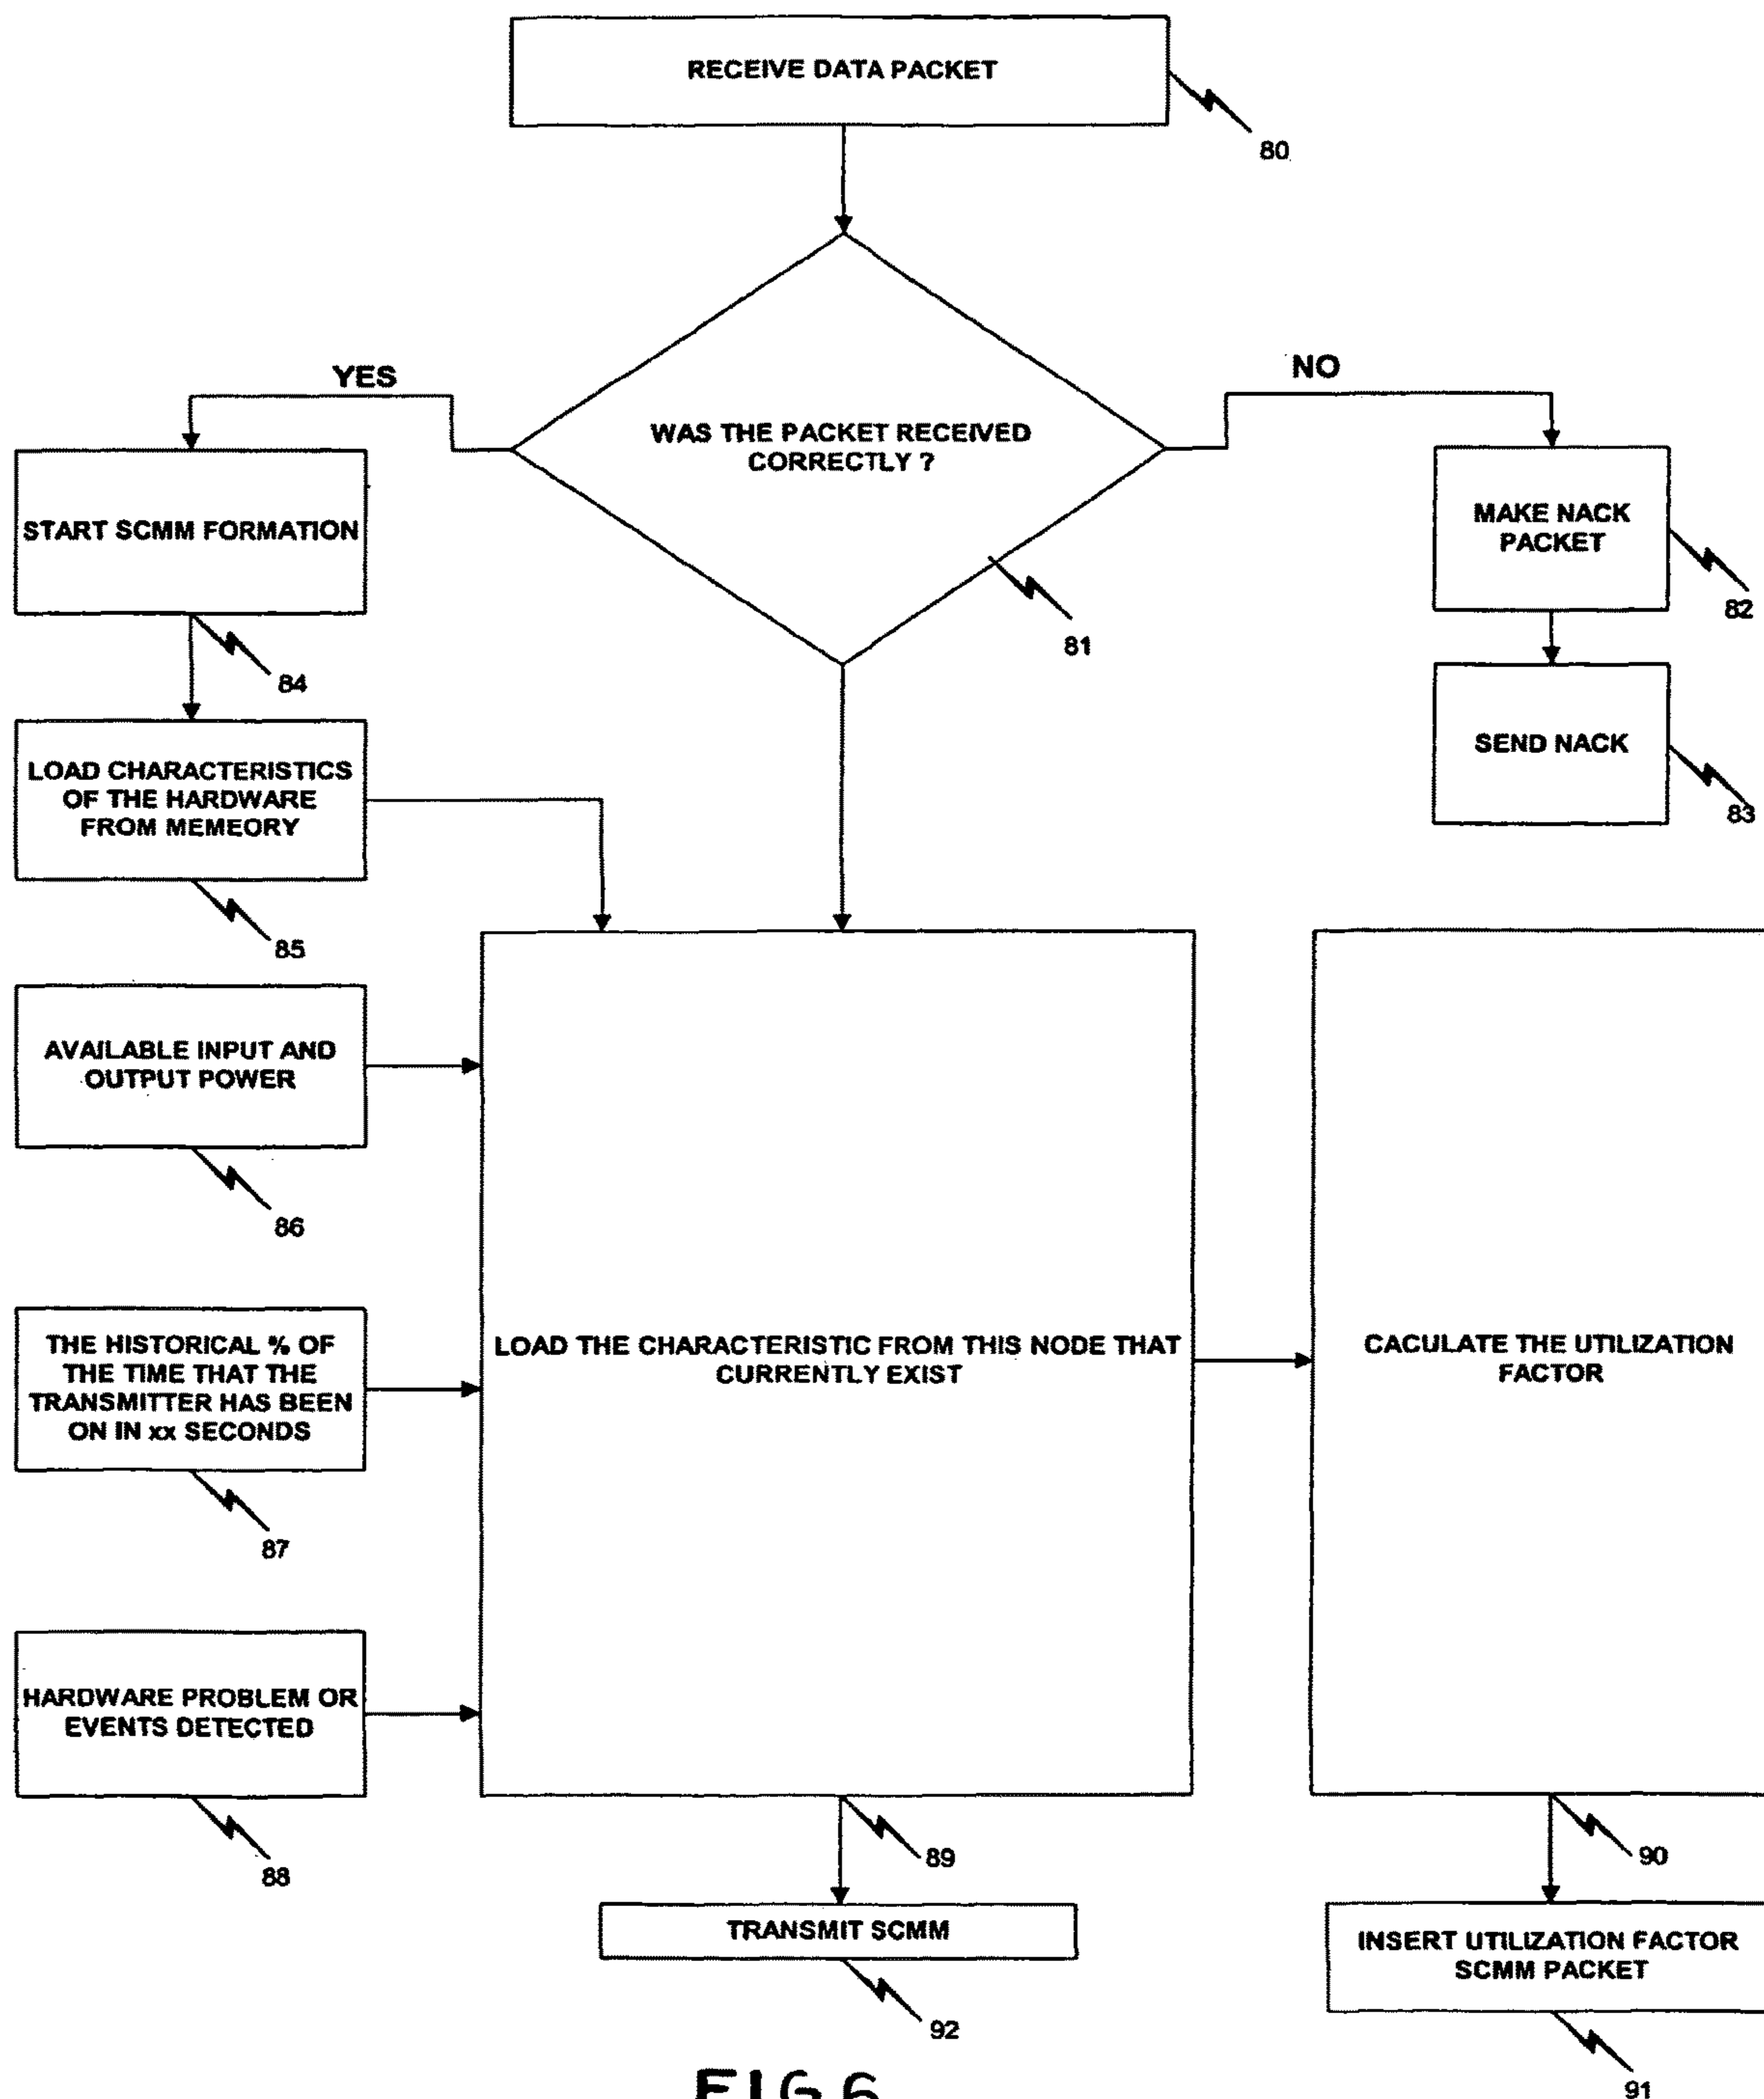 RECEIVE DATA PACKET
80
YES
NO
WAS THE PACKET RECEIVED
CORRECTLY ?
81
START SCMM FORMATION
84
MAKE NACK
PACKET
82
SEND NACK
83
LOAD CHARACTERISTICS
OF THE HARDWARE
FROM MEMEORY
85
AVAILABLE INPUT AND
OUTPUT POWER
86
THE HISTORICAL % OF
THE TIME THAT THE
TRANSMITTER HAS BEEN
ON IN xx SECONDS
87
HARDWARE PROBLEM OR
EVENTS DETECTED
88
LOAD THE CHARACTERISTIC FROM THIS NODE THAT
CURRENTLY EXIST
89
CACULATE THE UTILIZATION
FACTOR
90
TRANSMIT SCMM
92
INSERT UTILIZATION FACTOR
SCMM PACKET
91
FIG 6